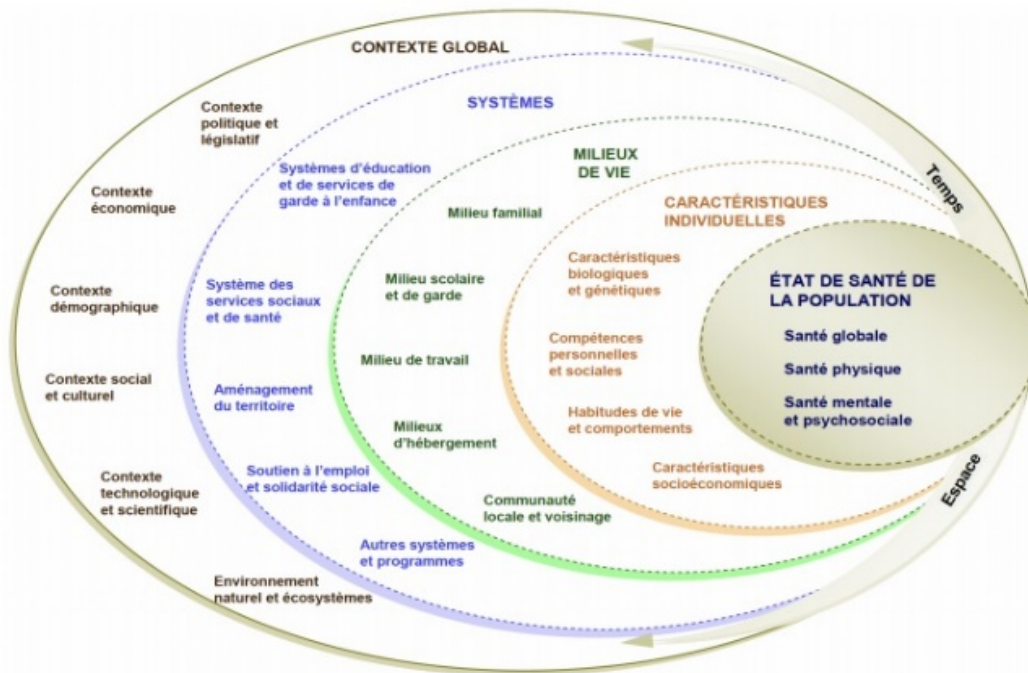 CONTEXTE GLOBAL
Contexte
politique et
législatif
Contexte
économique
Contexte
démographique
Contexte social
et culturel
Contexte
technologique
et scientifique
Environnement
naturel et écosystèmes
SYSTÈMES
Systèmes d'éducation
et de services de
garde à l'enfance
Système des
services sociaux
et de santé
Aménagement
du territoire
Soutien à l'emploi
et solidarité sociale
Autres systèmes
et programmes
MILIEUX
DE VIE
Milieu familial
Milieu scolaire
et de garde
Milieu de travail
Milieux
d'hébergement
Communauté
locale et voisinage
CARACTÉRISTIQUES
INDIVIDUELLES
Caractéristiques
biologiques
et génétiques
Compétences
personnelles
et sociales
Habitudes de vie
et comportements
Caractéristiques
socioéconomiques
ÉTAT DE SANTÉ DE
LA POPULATION
Santé globale
Santé physique
Santé mentale
et psychosociale
Temps
Espace